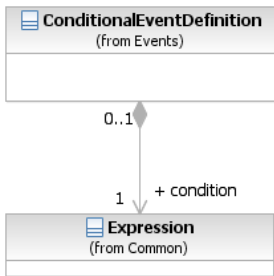 ConditionalEventDefinition
(from Events)
0..1
1
+ condition
Expression
(from Common)